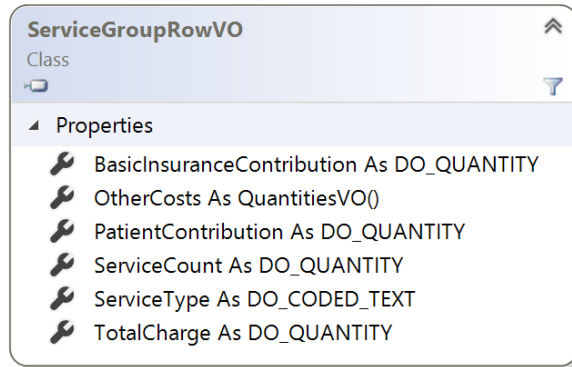 ServiceGroupRowVO
Class
Properties
BasicInsuranceContribution As DO_QUANTITY
OtherCosts As QuantitiesVO()
PatientContribution As DO_QUANTITY
ServiceCount As DO_QUANTITY
ServiceType As DO_CODED_TEXT
TotalCharge As DO_QUANTITY